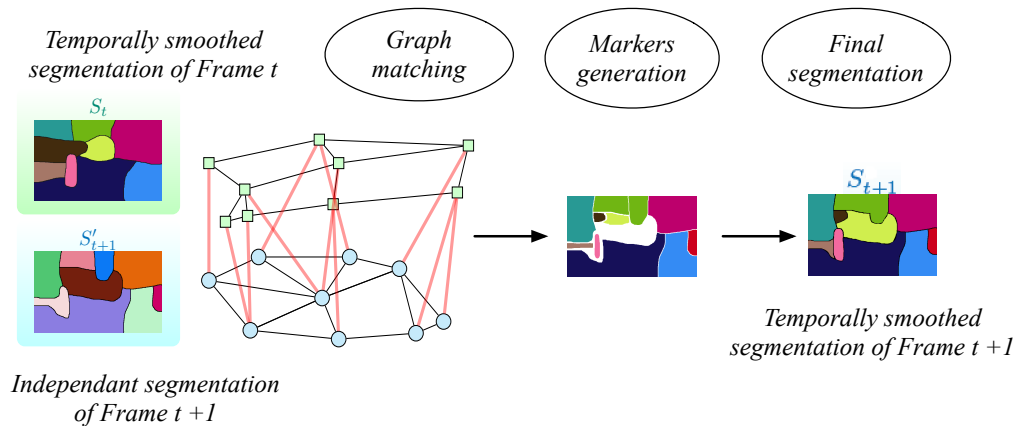 Temporally smoothed
segmentation of Frame t
Graph
matching
Markers
generation
Final
segmentation
S_t
S'_{t+1}
S_{t+1}
Independant segmentation
of Frame t +1
Temporally smoothed
segmentation of Frame t +1